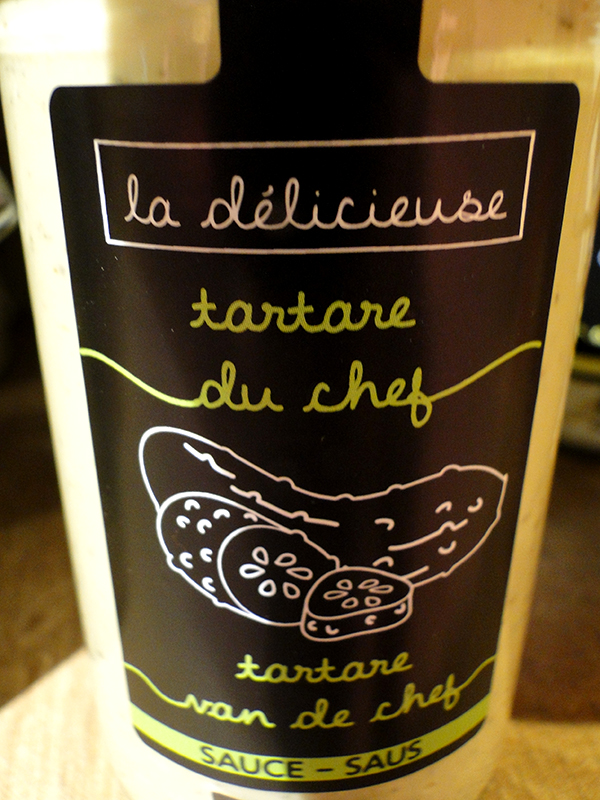 la délicieuse
tartare
du chef
tartare
van de chef
SAUCE – SAUS